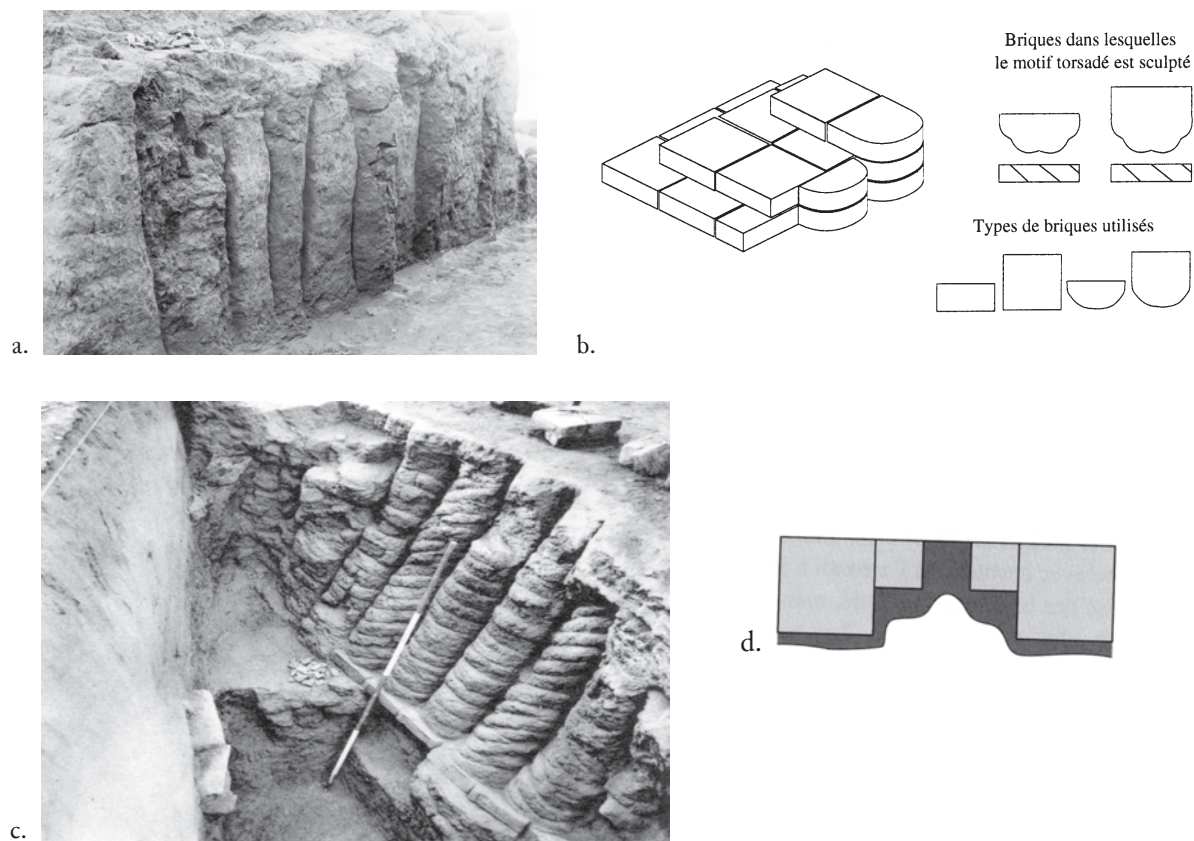 Briques dans lesquelles
le motif torsadé est sculpté
Types de briques utilisés
a.
b.
c.
d.